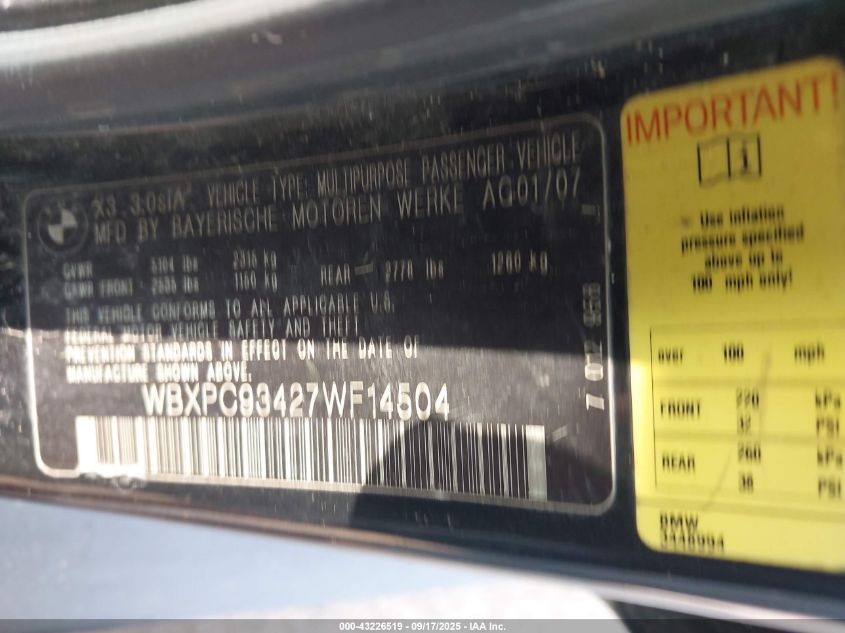 X3 3.0siA VEHICLE TYPE: MULTIPURPOSE PASSENGER VEHICLE
MFD BY BAYERISCHE MOTOREN WERKE AG 01/07
GVWR 5104 lbs 2316 kg
GAWR FRONT 2535 lbs 1150 kg REAR 2778 lbs 1260 kg
THIS VEHICLE CONFORMS TO ALL APPLICABLE U.S.
FEDERAL MOTOR VEHICLE SAFETY AND THEFT
PREVENTION STANDARDS IN EFFECT ON THE DATE OF
MANUFACTURE SHOWN ABOVE.
WBXPC93427WF14504
IMPORTANT!
i
Use inflation
pressure specified
above for up to
100 mph only!
over 100 mph
FRONT 220 kPa
32 PSI
REAR 260 kPa
38 PSI
BMW
3448994
000-43226519 - 09/17/2025 - IAA Inc.